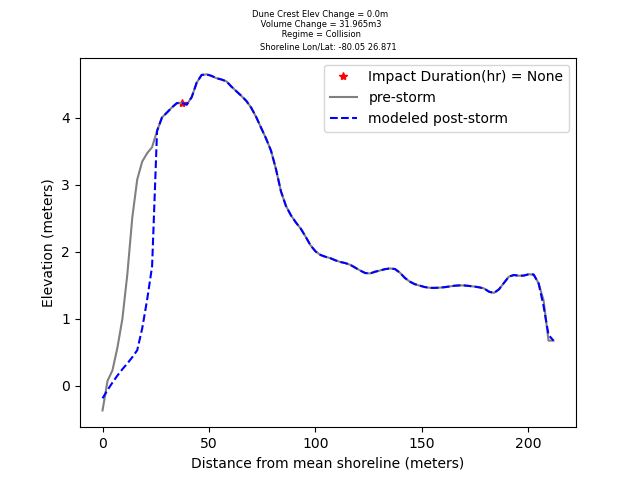 Dune Crest Elev Change = 0.0m
Volume Change = 31.965m3
Regime = Collision
Shoreline Lon/Lat: -80.05 26.871
Impact Duration(hr) = None
pre-storm
modeled post-storm
Elevation (meters)
4
3
2
1
0
0 50 100 150 200
Distance from mean shoreline (meters)